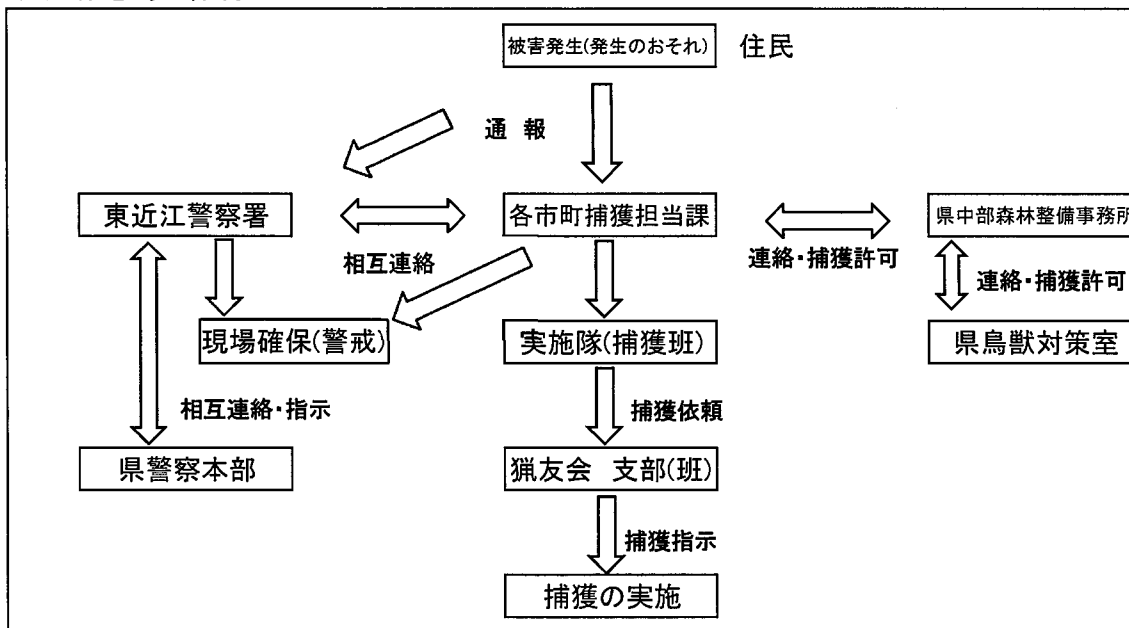 被害発生(発生のおそれ) 住民
通 報
東近江警察署 各市町捕獲担当課 県中部森林整備事務所
相互連絡 連絡・捕獲許可
連絡・捕獲許可
現場確保(警戒) 実施隊(捕獲班) 県鳥獣対策室
相互連絡・指示 捕獲依頼
県警察本部 猟友会 支部(班)
捕獲指示
捕獲の実施